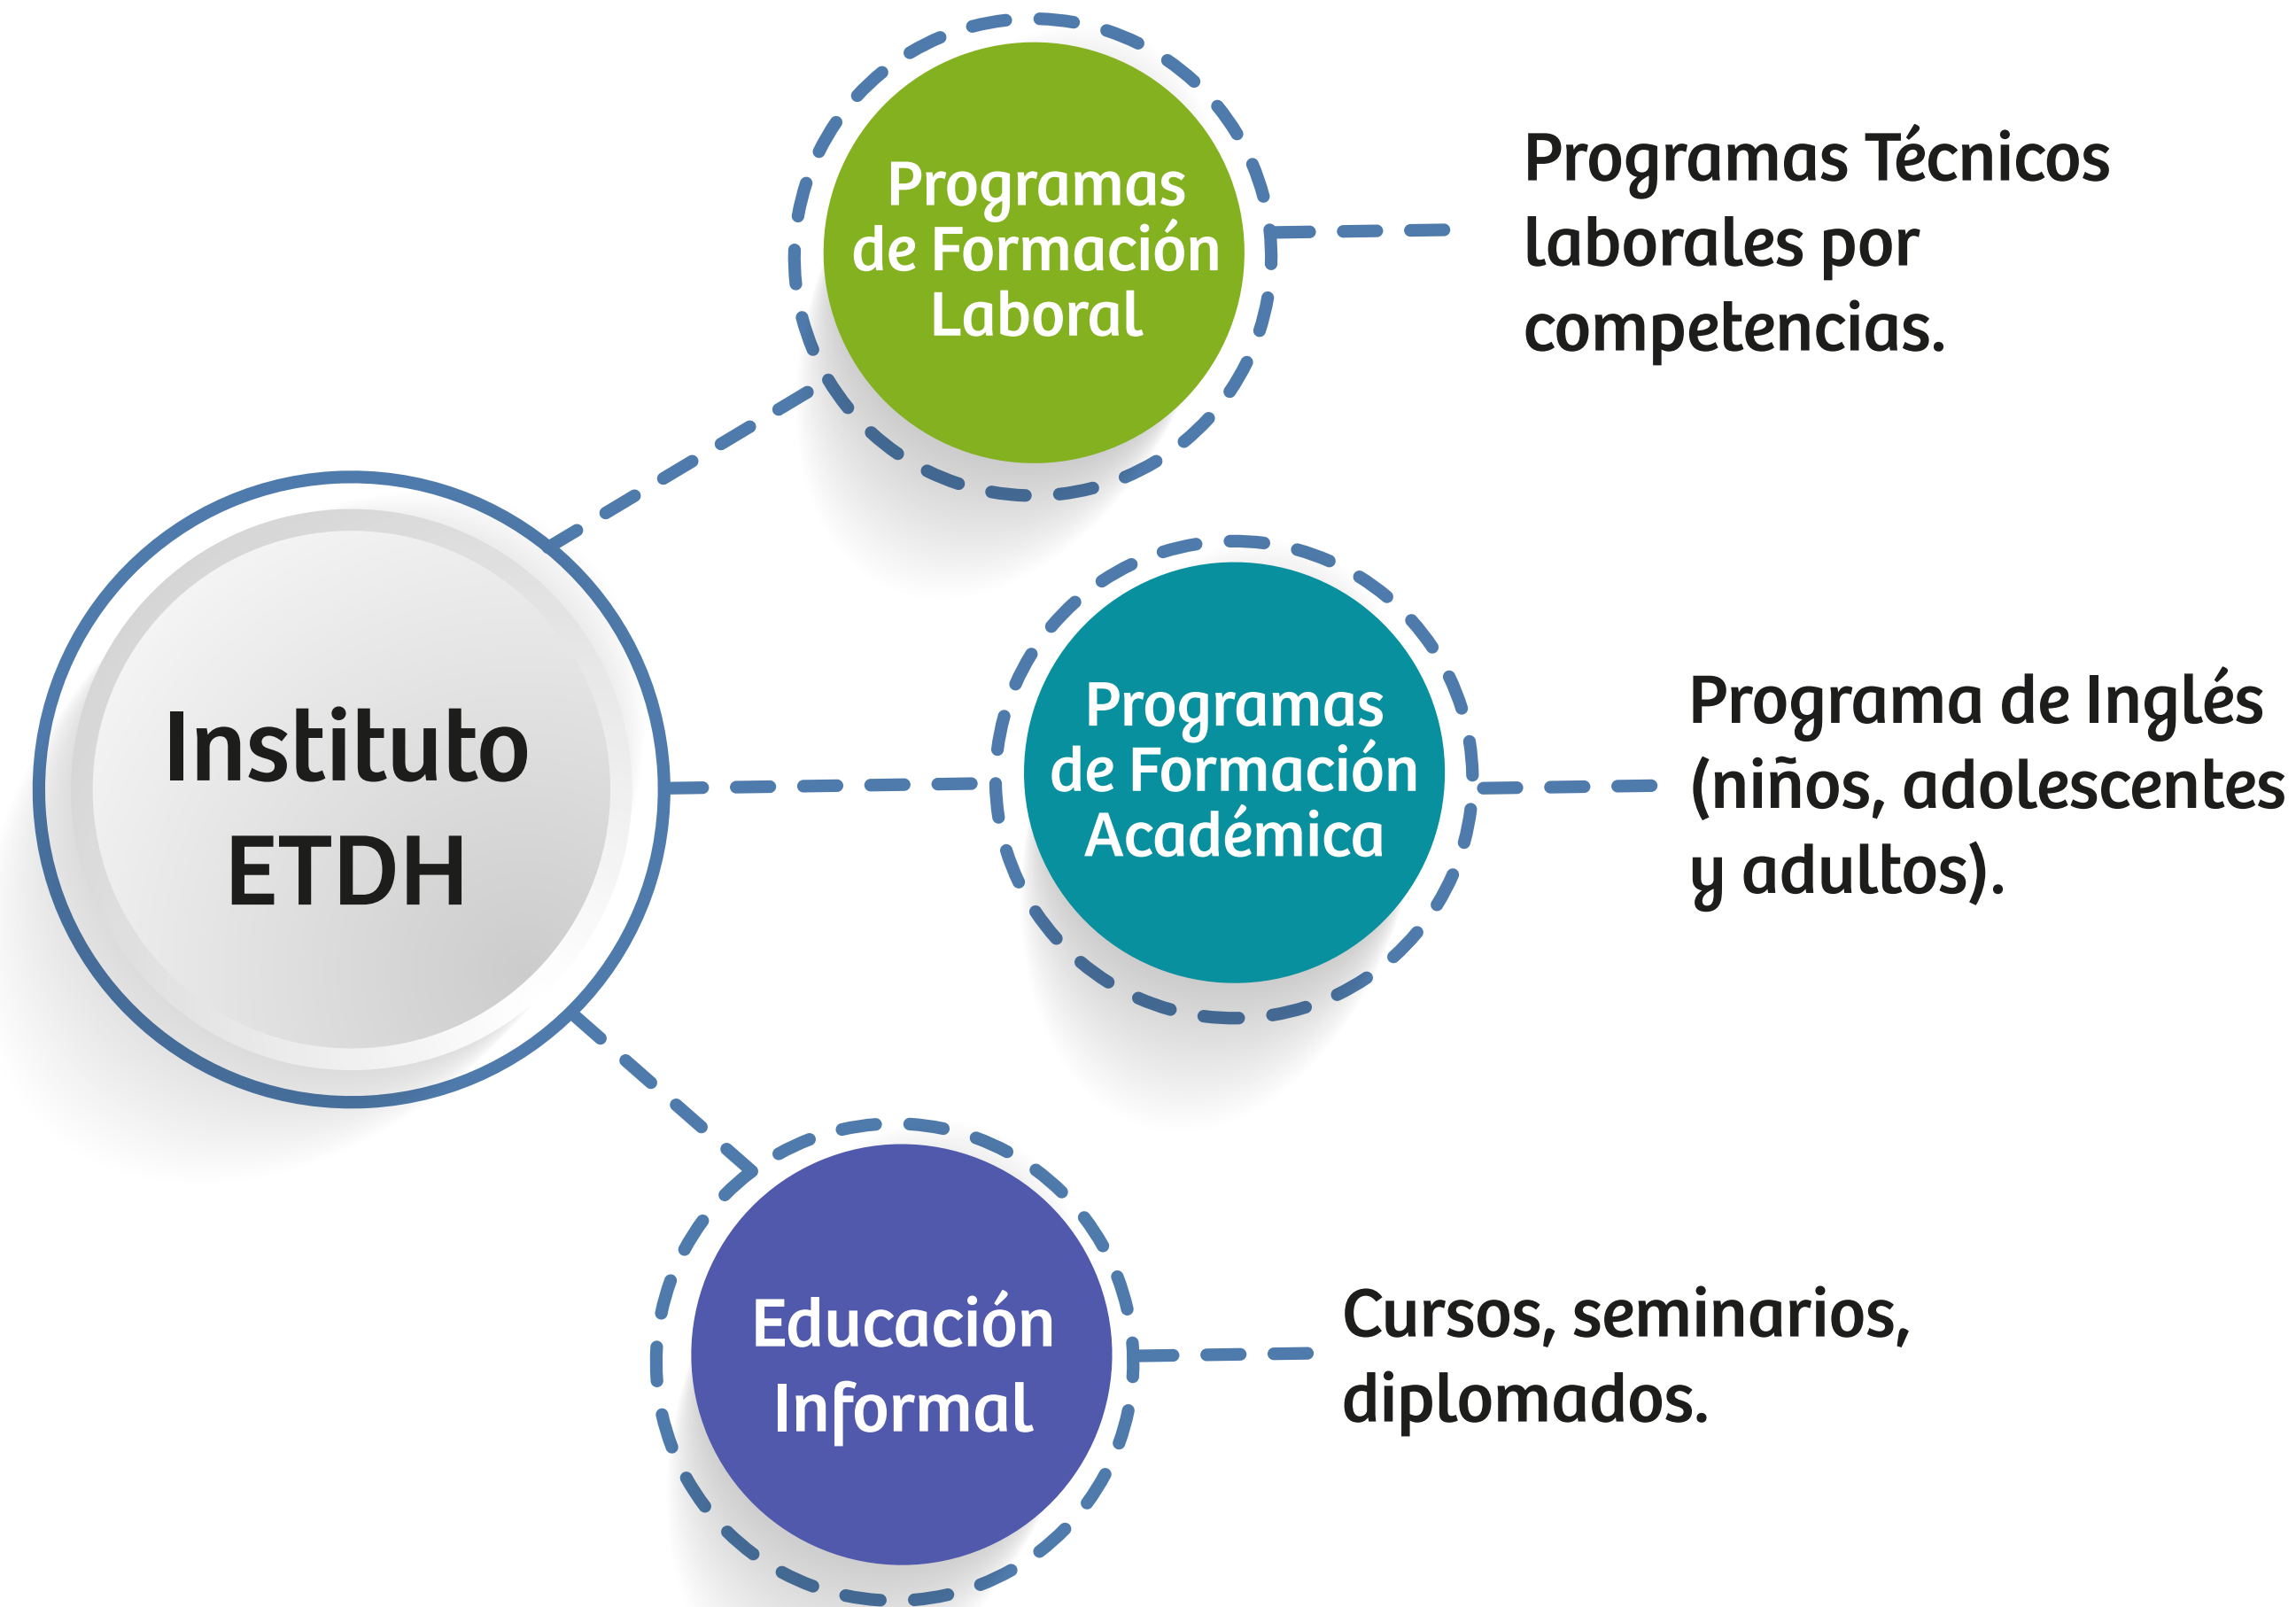 Instituto
ETDH
Programas
de Formación
Laboral
Programas Técnicos
laborales por
competencias.
Programas
de Formación
Académica
Programa de Inglés
(niños, adolescentes
y adultos).
Educación
Informal
Cursos, seminarios,
diplomados.